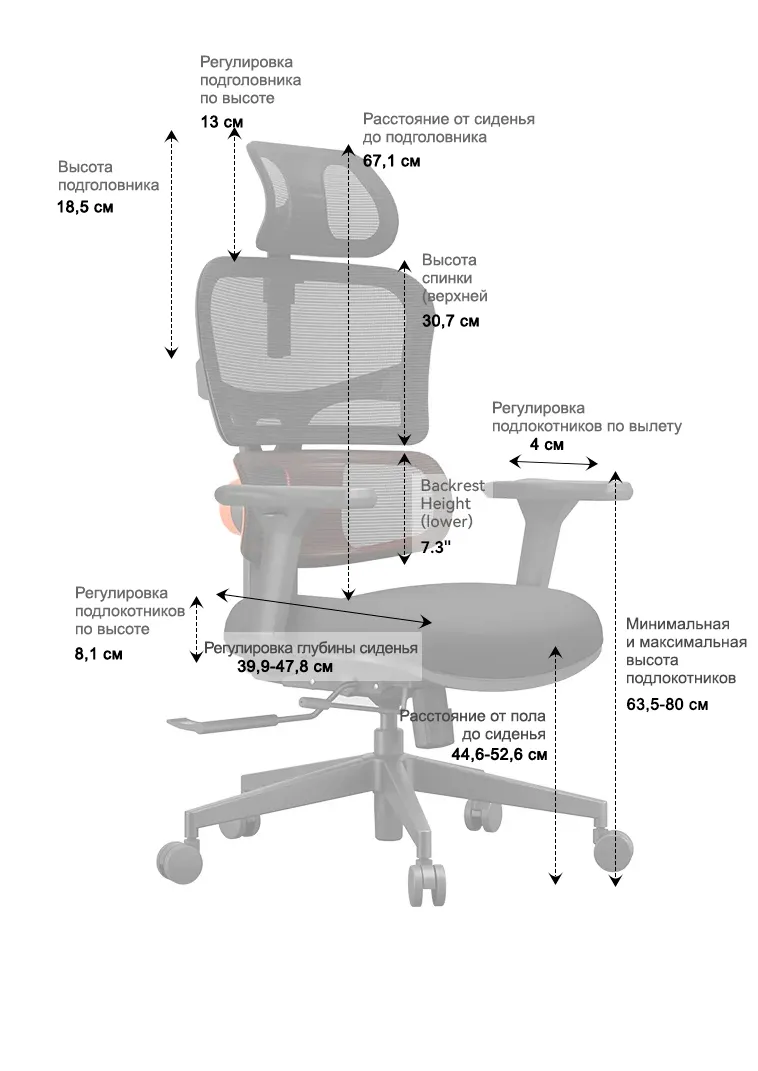 Регулировка
подголовника
по высоте
13 см
Расстояние от сиденья
до подголовника
67,1 см
Высота
подголовника
18,5 см
Высота
спинки
(верхней
30,7 см
Регулировка
подлокотников по вылету
4 см
Backrest
Height
(lower)
7.3"
Регулировка
подлокотников
по высоте
8,1 см
Регулировка глубины сиденья
39,9-47,8 см
Минимальная
и максимальная
высота
подлокотников
63,5-80 см
Расстояние от пола
до сиденья
44,6-52,6 см